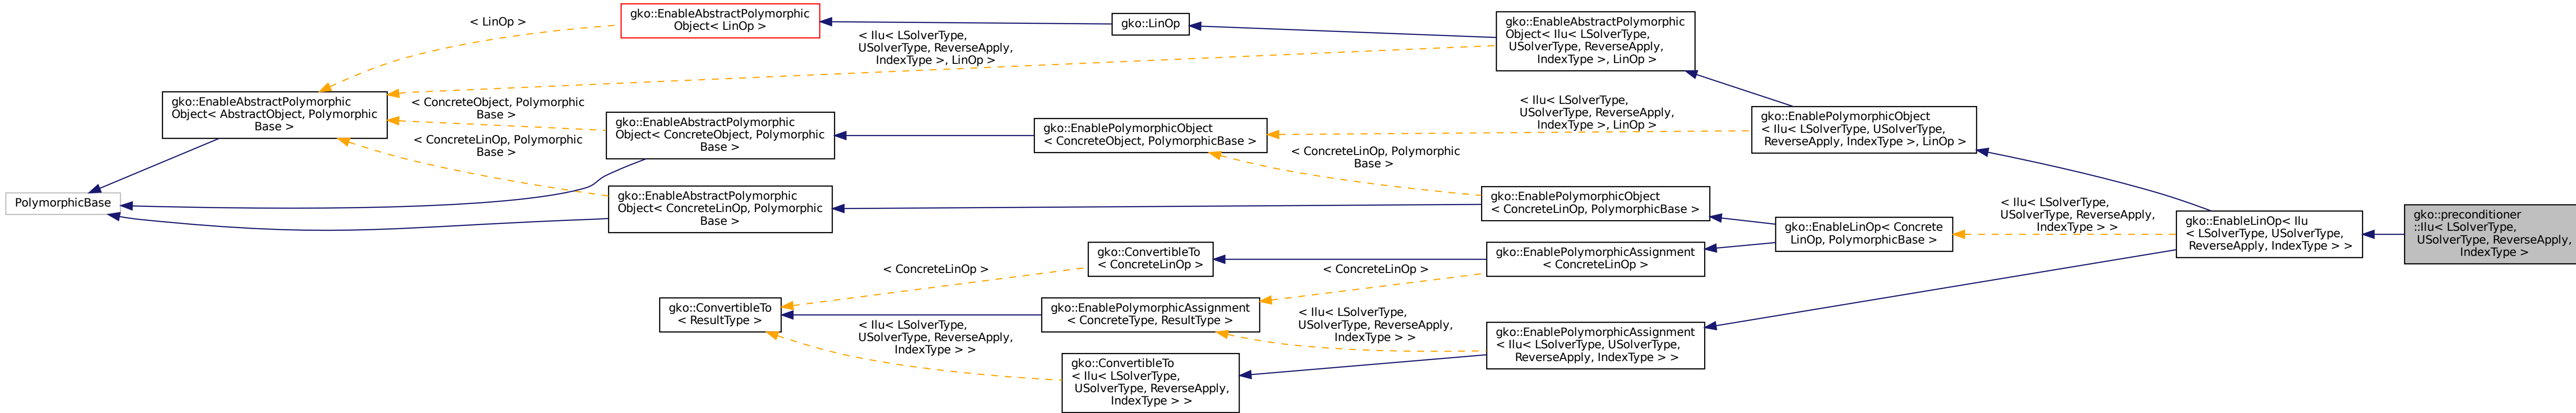 gko::EnableAbstractPolymorphic
Object< LinOp >
< LinOp >
gko::LinOp
gko::EnableAbstractPolymorphic
Object< Ilu< LSolverType,
USolverType, ReverseApply,
IndexType >, LinOp >
< Ilu< LSolverType,
USolverType, ReverseApply,
IndexType >, LinOp >
gko::EnableAbstractPolymorphic
Object< AbstractObject, Polymorphic
Base >
< ConcreteObject, Polymorphic
Base >
gko::EnableAbstractPolymorphic
Object< ConcreteObject, Polymorphic
Base >
gko::EnablePolymorphicObject
< ConcreteObject, PolymorphicBase >
< Ilu< LSolverType,
USolverType, ReverseApply,
IndexType >, LinOp >
gko::EnablePolymorphicObject
< Ilu< LSolverType, USolverType,
ReverseApply, IndexType >, LinOp >
< ConcreteLinOp, Polymorphic
Base >
< ConcreteLinOp, Polymorphic
Base >
PolymorphicBase
gko::EnableAbstractPolymorphic
Object< ConcreteLinOp, Polymorphic
Base >
gko::EnablePolymorphicObject
< ConcreteLinOp, PolymorphicBase >
gko::EnableLinOp< Concrete
LinOp, PolymorphicBase >
< Ilu< LSolverType,
USolverType, ReverseApply,
IndexType > >
gko::EnableLinOp< Ilu
< LSolverType, USolverType,
ReverseApply, IndexType > >
gko::preconditioner
::Ilu< LSolverType,
USolverType, ReverseApply,
IndexType >
gko::ConvertibleTo
< ConcreteLinOp >
gko::EnablePolymorphicAssignment
< ConcreteLinOp >
< ConcreteLinOp >
< ConcreteLinOp >
gko::ConvertibleTo
< ResultType >
gko::EnablePolymorphicAssignment
< ConcreteType, ResultType >
< Ilu< LSolverType,
USolverType, ReverseApply,
IndexType > >
< Ilu< LSolverType,
USolverType, ReverseApply,
IndexType > >
gko::EnablePolymorphicAssignment
< Ilu< LSolverType, USolverType,
ReverseApply, IndexType > >
gko::ConvertibleTo
< Ilu< LSolverType,
USolverType, ReverseApply,
IndexType > >